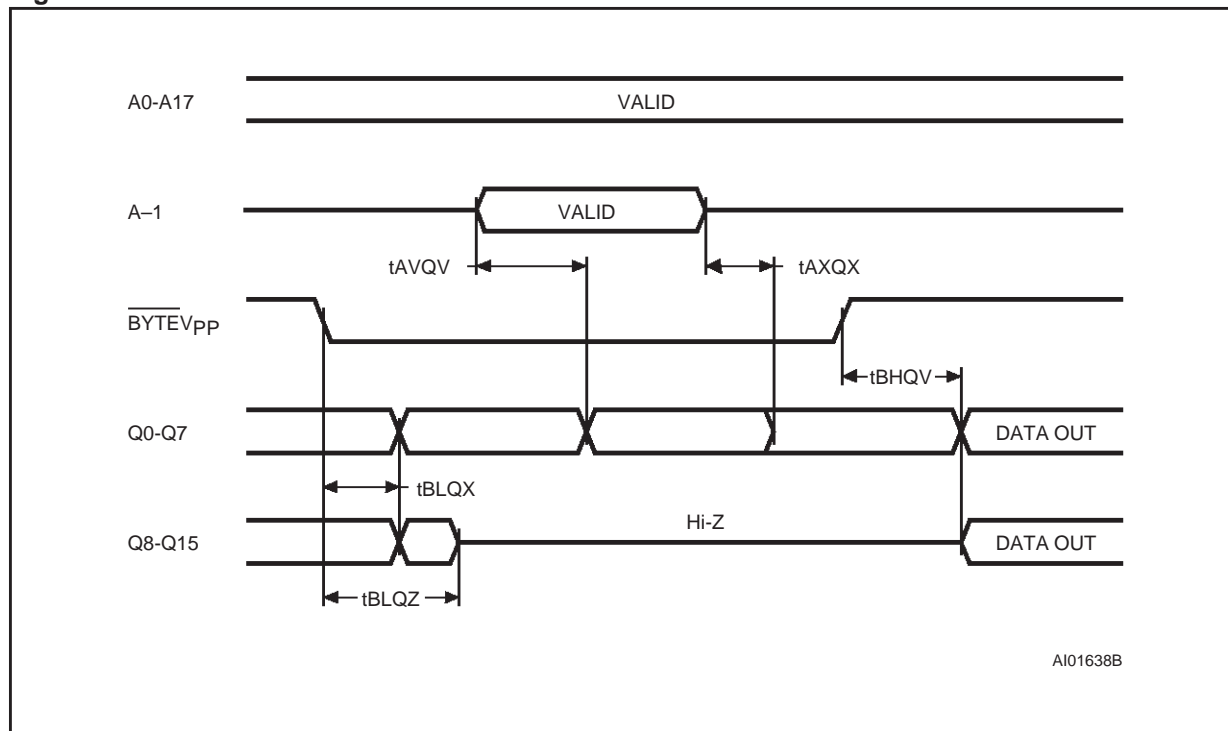 A0-A17
VALID
A–1
VALID
tAVQV
tAXQX
BYTEVPP
tBHQV
Q0-Q7
DATA OUT
tBLQX
Hi-Z
Q8-Q15
DATA OUT
tBLQZ
AI01638B